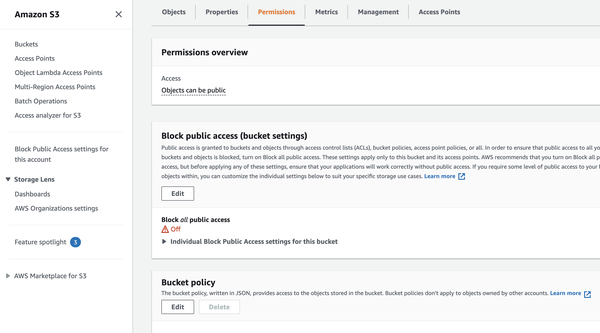 Amazon S3
Buckets
Access Points
Object Lambda Access Points
Multi-Region Access Points
Batch Operations
Access analyzer for S3
Block Public Access settings for
this account
Storage Lens
Dashboards
AWS Organizations settings
Feature spotlight 3
AWS Marketplace for S3
Objects Properties Permissions Metrics Management Access Points
Permissions overview
Access
Objects can be public
Block public access (bucket settings)
Public access is granted to buckets and objects through access control lists (ACLs), bucket policies, access point policies, or all. In order to ensure that public access to all
buckets and objects is blocked, turn on Block all public access. These settings apply only to this bucket and its access points. AWS recommends that you turn on Block all
access, but before applying any of these settings, ensure that your applications will work correctly without public access. If you require some level of public access to your
objects within, you can customize the individual settings below to suit your specific storage use cases. Learn more
Edit
Block all public access
Off
Individual Block Public Access settings for this bucket
Bucket policy
The bucket policy, written in JSON, provides access to the objects stored in the bucket. Bucket policies don't apply to objects owned by other accounts. Learn more
Edit Delete